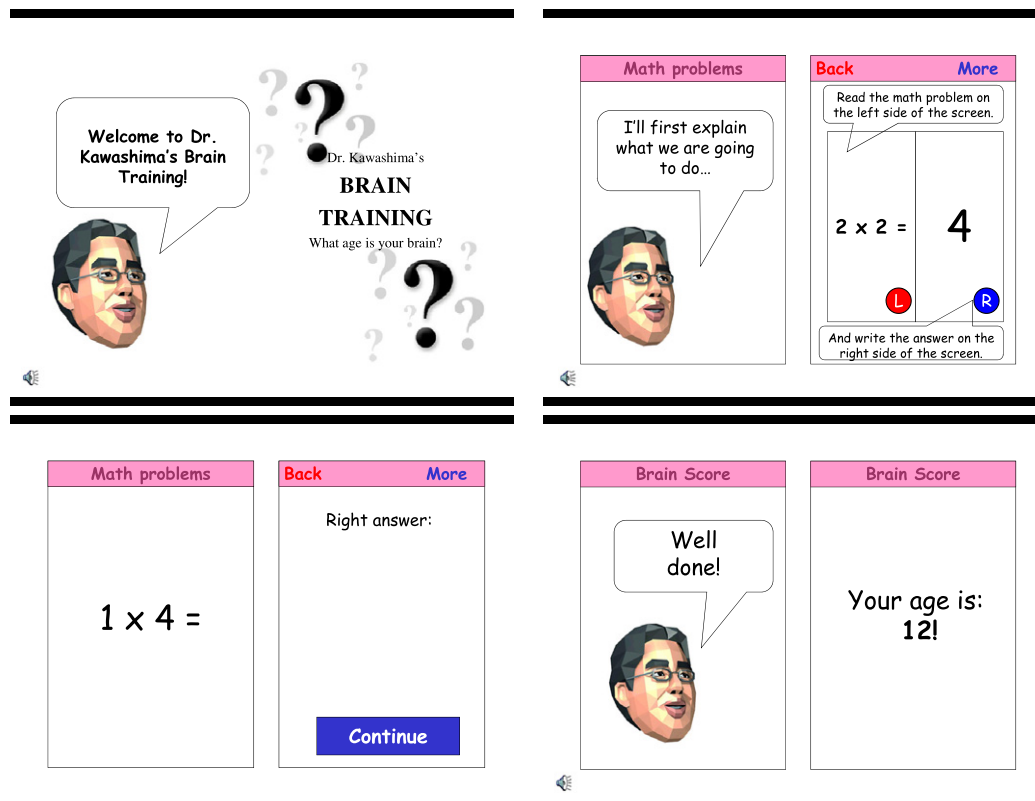 Welcome to Dr.
Kawashima's Brain
Training!
Dr. Kawashima's
BRAIN
TRAINING
What age is your brain?
Math problems
I'll first explain
what we are going
to do…
Back More
Read the math problem on
the left side of the screen.
2 x 2 =
4
L
R
And write the answer on the
right side of the screen.
Math problems
1 x 4 =
Back More
Right answer:
Continue
Brain Score
Well
done!
Brain Score
Your age is:
12!